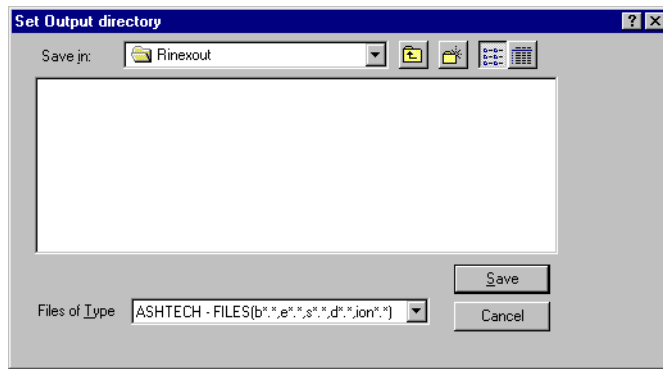 Set Output directory
Save in: Rinexout
Save
Files of Type ASHTECH - FILES(b*.*,e*.*,s*.*,d*.*,ion*.*)
Cancel